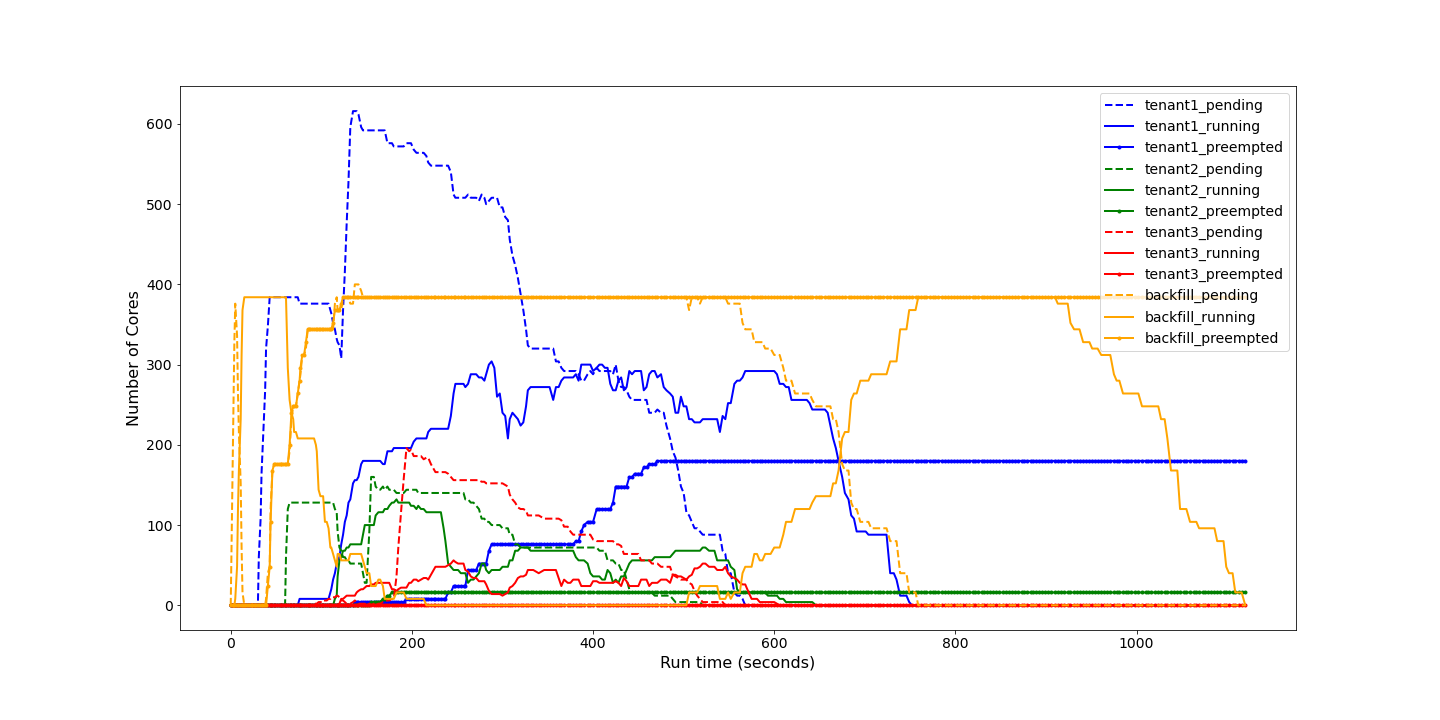 600
500
400
300
200
100
0
Number of Cores
0 200 400 600 800 1000
Run time (seconds)
tenant1_pending
tenant1_running
tenant1_preempted
tenant2_pending
tenant2_running
tenant2_preempted
tenant3_pending
tenant3_running
tenant3_preempted
backfill_pending
backfill_running
backfill_preempted